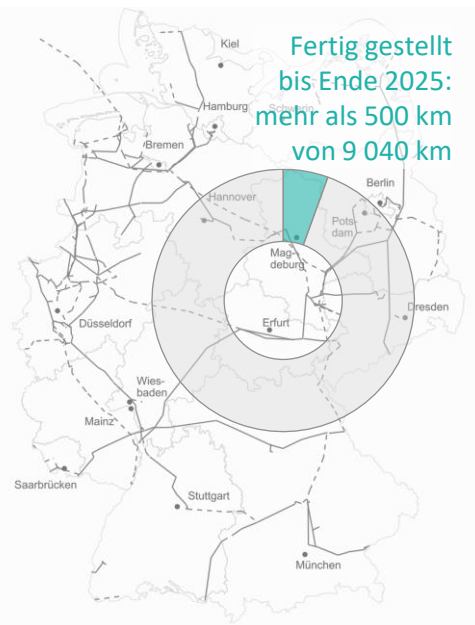 Kiel
Fertig gestellt
bis Ende 2025:
Hamburg
Schwerin
mehr als 500 km
Bremen
von 9 040 km
Berlin
Hannover
Pots-
dam
Mag-
deburg
Dresden
Düsseldorf
Erfurt
Wies-
baden
Mainz
Saarbrücken
Stuttgart
München